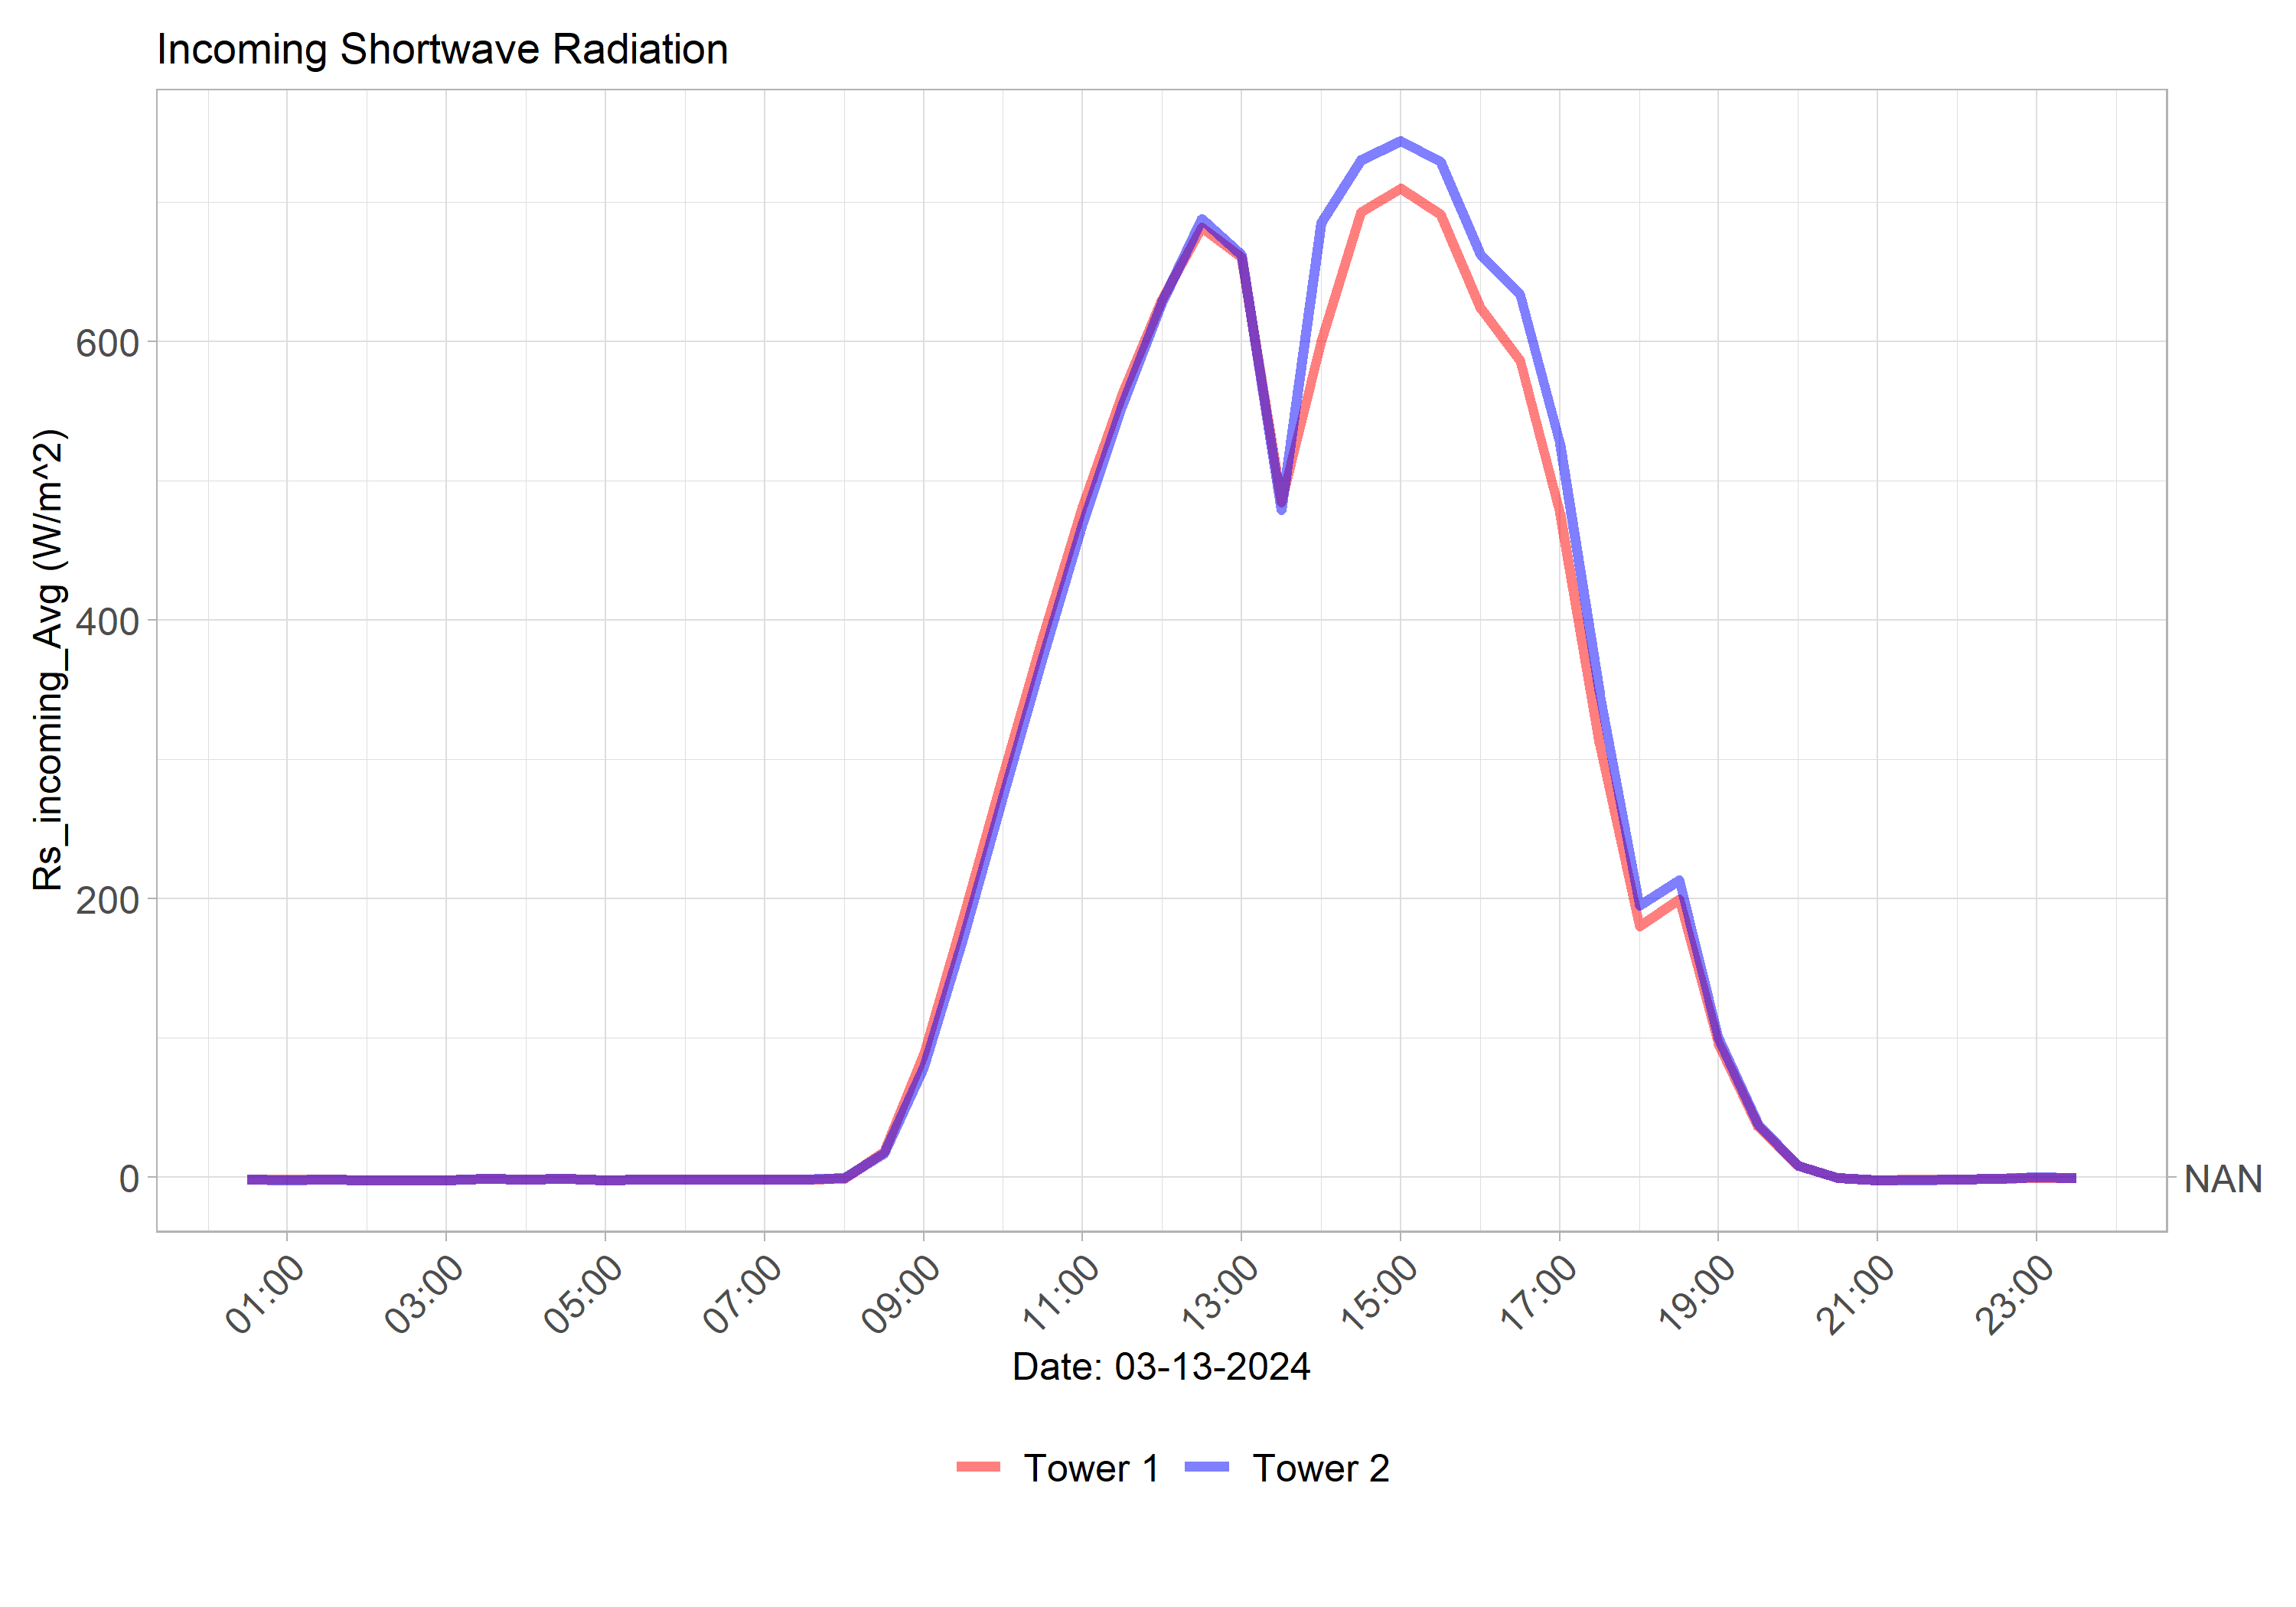 Incoming Shortwave Radiation
Rs_incoming_Avg (W/m^2)
600
400
200
0
NAN
01:00
03:00
05:00
07:00
09:00
11:00
13:00
15:00
17:00
19:00
21:00
23:00
Date: 03-13-2024
Tower 1
Tower 2